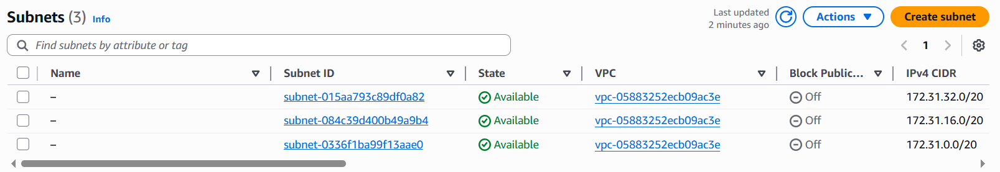 Subnets (3) Info
Last updated
2 minutes ago
Actions
Create subnet
Find subnets by attribute or tag
1
Name Subnet ID State VPC Block Public... IPv4 CIDR
– subnet-015aa793c89df0a82 Available vpc-05883252ecb09ac3e Off 172.31.32.0/20
– subnet-084c39d400b49a9b4 Available vpc-05883252ecb09ac3e Off 172.31.16.0/20
– subnet-0336f1ba99f13aae0 Available vpc-05883252ecb09ac3e Off 172.31.0.0/20